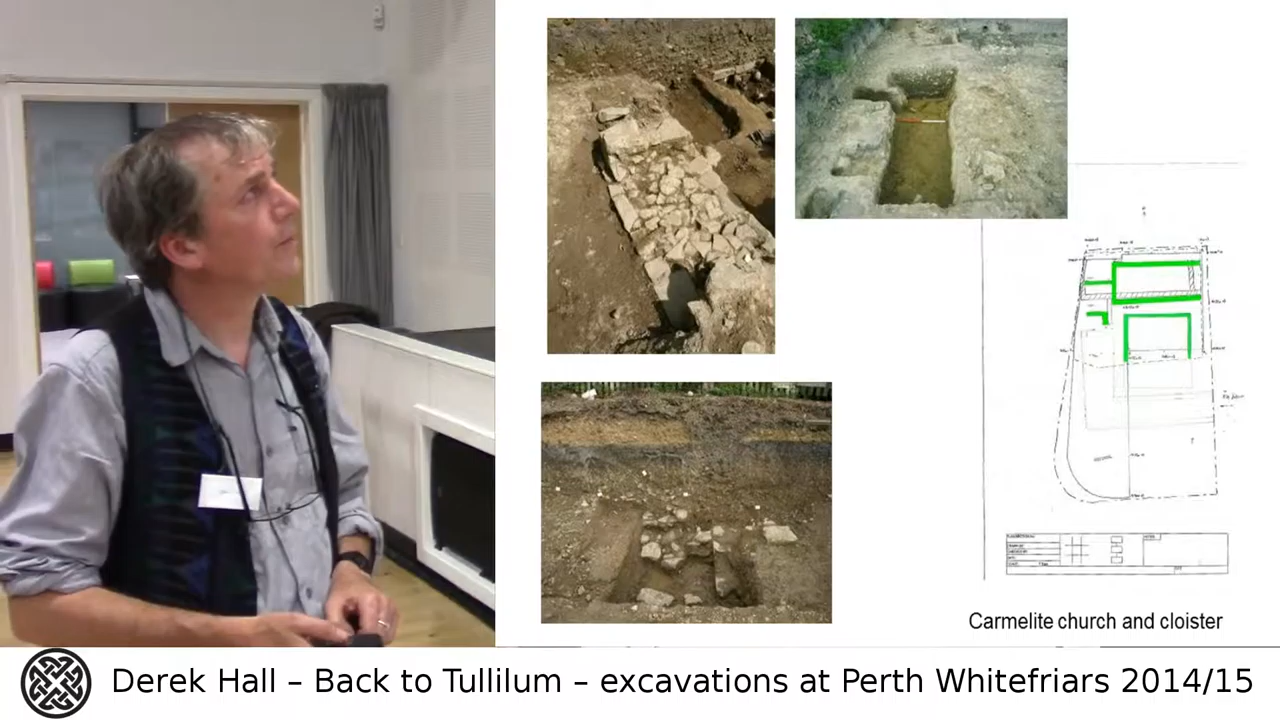 Carmelite church and cloister
Derek Hall – Back to Tullilum – excavations at Perth Whitefriars 2014/15